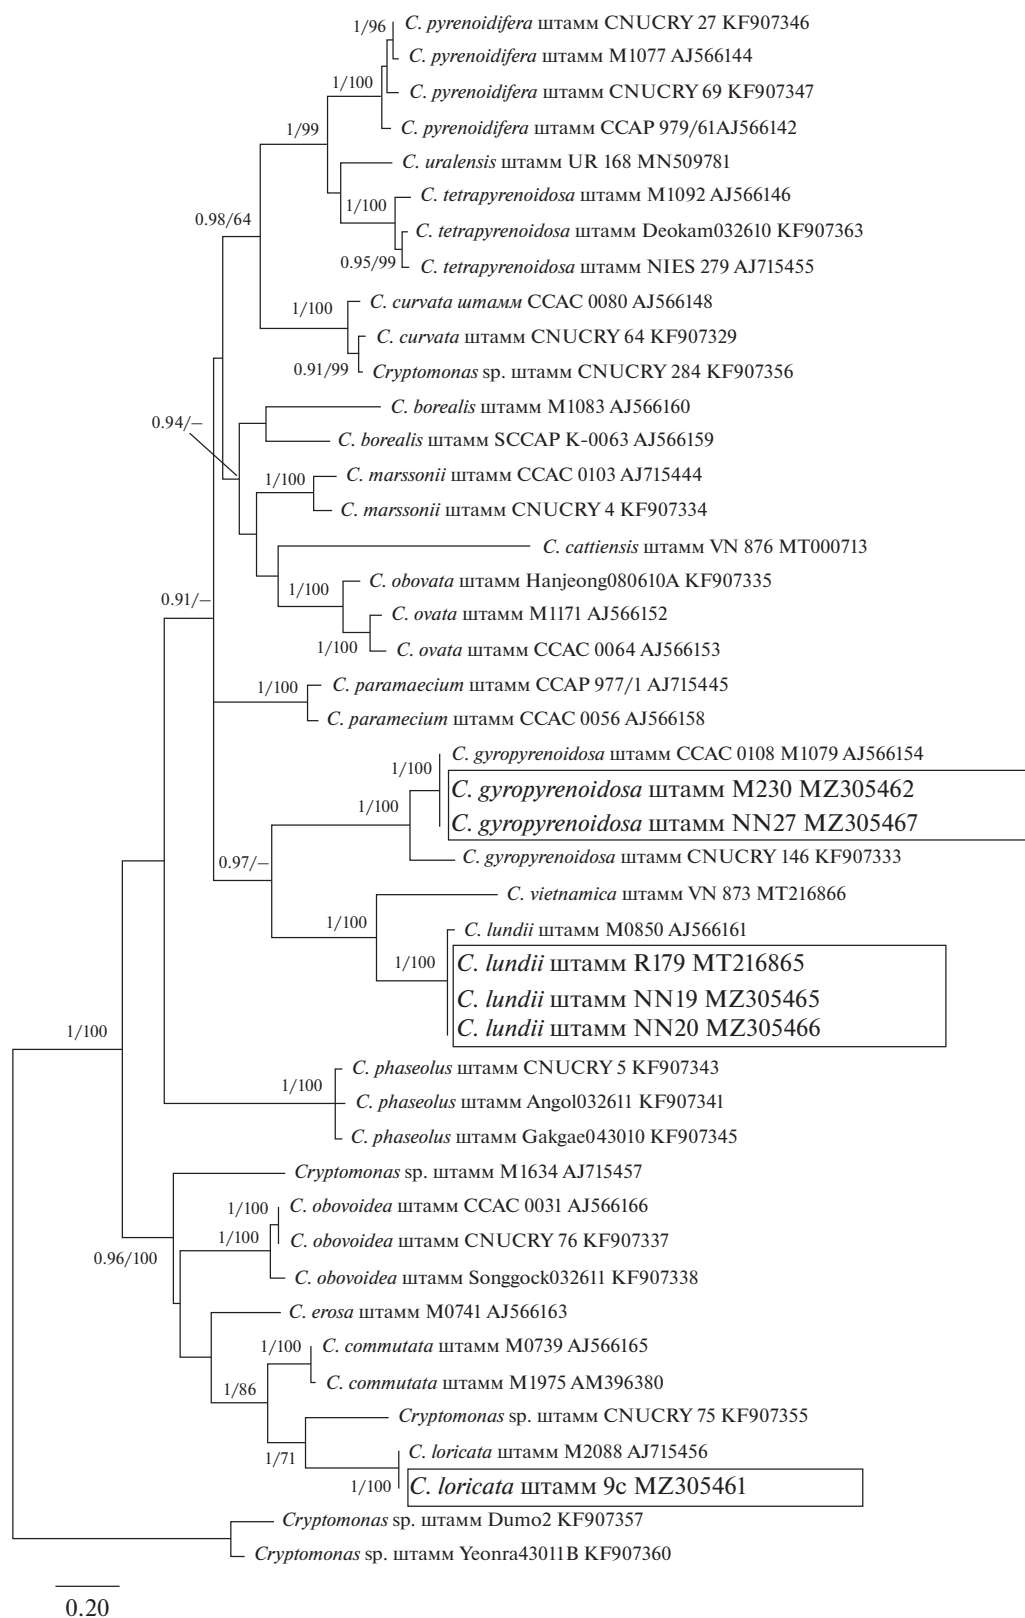 1/96
C. pyrenoidifera штамм CNUCRY 27 KF907346
C. pyrenoidifera штамм M1077 AJ566144
1/100
C. pyrenoidifera штамм CNUCRY 69 KF907347
1/99
C. pyrenoidifera штамм CCAP 979/61AJ566142
C. uralensis штамм UR 168 MN509781
1/100
C. tetrapyrenoidosa штамм M1092 AJ566146
0.98/64
C. tetrapyrenoidosa штамм Deokam032610 KF907363
0.95/99
C. tetrapyrenoidosa штамм NIES 279 AJ715455
1/100
C. curvata штамм CCAC 0080 AJ566148
C. curvata штамм CNUCRY 64 KF907329
0.91/99
Cryptomonas sp. штамм CNUCRY 284 KF907356
C. borealis штамм M1083 AJ566160
0.94/–
C. borealis штамм SCCAP K-0063 AJ566159
1/100
C. marssonii штамм CCAC 0103 AJ715444
C. marssonii штамм CNUCRY 4 KF907334
C. cattiensis штамм VN 876 MT000713
1/100
C. obovata штамм Hanjeong080610A KF907335
0.91/–
C. ovata штамм M1171 AJ566152
1/100
C. ovata штамм CCAC 0064 AJ566153
1/100
C. paramaecium штамм CCAP 977/1 AJ715445
C. paramecium штамм CCAC 0056 AJ566158
C. gyropyrenoidosa штамм CCAC 0108 M1079 AJ566154
1/100
C. gyropyrenoidosa штамм M230 MZ305462
1/100
C. gyropyrenoidosa штамм NN27 MZ305467
C. gyropyrenoidosa штамм CNUCRY 146 KF907333
0.97/–
C. vietnamica штамм VN 873 MT216866
1/100
C. lundii штамм M0850 AJ566161
1/100
C. lundii штамм R179 MT216865
C. lundii штамм NN19 MZ305465
C. lundii штамм NN20 MZ305466
1/100
C. phaseolus штамм CNUCRY 5 KF907343
1/100
C. phaseolus штамм Angol032611 KF907341
C. phaseolus штамм Gakgae043010 KF907345
Cryptomonas sp. штамм M1634 AJ715457
1/100
C. obovoidea штамм CCAC 0031 AJ566166
1/100
C. obovoidea штамм CNUCRY 76 KF907337
0.96/100
C. obovoidea штамм Songgock032611 KF907338
C. erosa штамм M0741 AJ566163
1/100
C. commutata штамм M0739 AJ566165
1/86
C. commutata штамм M1975 AM396380
Cryptomonas sp. штамм CNUCRY 75 KF907355
1/71
C. loricata штамм M2088 AJ715456
1/100
C. loricata штамм 9c MZ305461
Cryptomonas sp. штамм Dumo2 KF907357
Cryptomonas sp. штамм Yeonra43011B KF907360
0.20